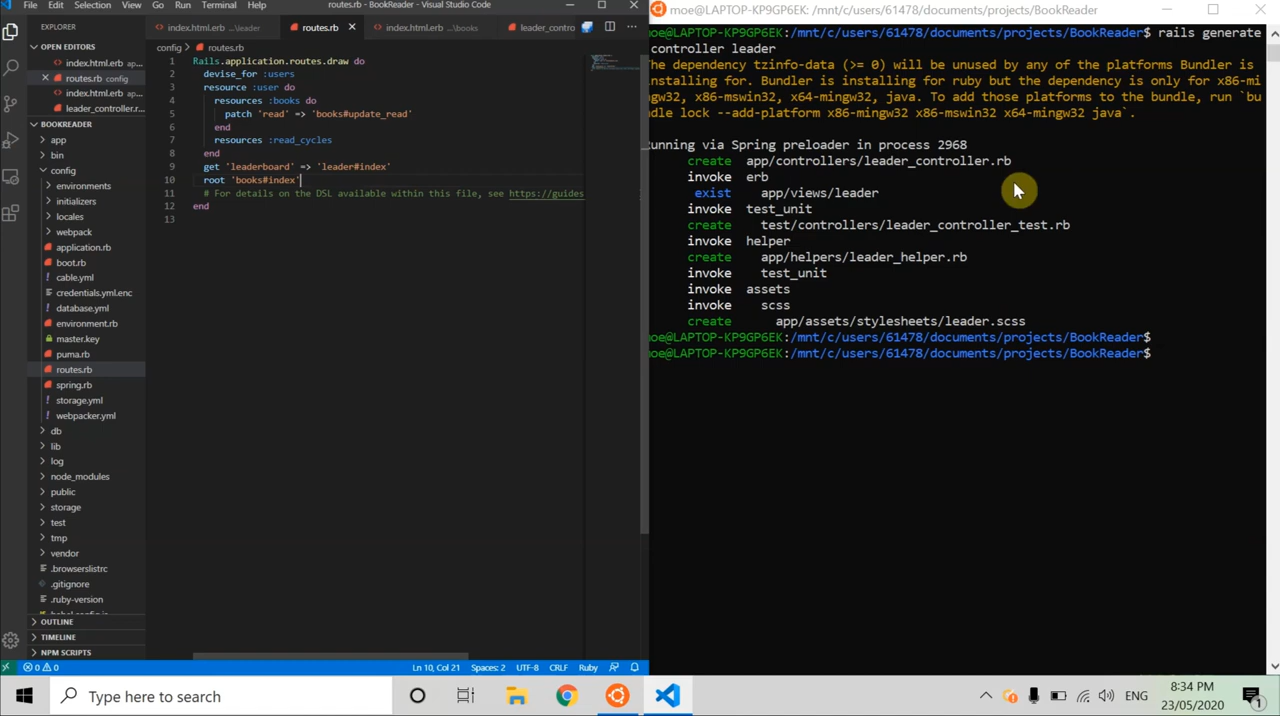 File Edit Selection View Go Run Terminal Help routes.rb - BookReader - Visual Studio Code
EXPLORER
OPEN EDITORS
index.html.erb ...
routes.rb config
index.html.erb ...
leader_controller.r...
BOOKREADER
app
bin
config
environments
initializers
locales
webpack
application.rb
boot.rb
cable.yml
credentials.yml.enc
database.yml
environment.rb
master.key
puma.rb
routes.rb
spring.rb
storage.yml
webpacker.yml
db
lib
log
node_modules
public
storage
test
tmp
vendor
.browserslistrc
.gitignore
.ruby-version
OUTLINE
TIMELINE
NPM SCRIPTS
index.html.erb ...\leader routes.rb index.html.erb ...\books leader_contro
config routes.rb
1 Rails.application.routes.draw do
2 devise_for :users
3 resource :user do
4 resources :books do
5 patch 'read' => 'books#update_read'
6 end
7 resources :read_cycles
8 end
9 get 'leaderboard' => 'leader#index'
10 root 'books#index'
11 # For details on the DSL available within this file, see https://guides
12 end
13
0 0 Ln 10, Col 21 Spaces: 2 UTF-8 CRLF Ruby
moe@LAPTOP-KP9GP6EK: /mnt/c/users/61478/documents/projects/BookReader
moe@LAPTOP-KP9GP6EK:/mnt/c/users/61478/documents/projects/BookReader$ rails generate
controller leader
The dependency tzinfo-data (>= 0) will be unused by any of the platforms Bundler is
installing for. Bundler is installing for ruby but the dependency is only for x86-mi
ngw32, x86-mswin32, x64-mingw32, java. To add those platforms to the bundle, run `bu
ndle lock --add-platform x86-mingw32 x86-mswin32 x64-mingw32 java`.
Running via Spring preloader in process 2968
create app/controllers/leader_controller.rb
invoke erb
exist app/views/leader
invoke test_unit
create test/controllers/leader_controller_test.rb
invoke helper
create app/helpers/leader_helper.rb
invoke test_unit
invoke assets
invoke scss
create app/assets/stylesheets/leader.scss
moe@LAPTOP-KP9GP6EK:/mnt/c/users/61478/documents/projects/BookReader$
moe@LAPTOP-KP9GP6EK:/mnt/c/users/61478/documents/projects/BookReader$
Type here to search
ENG
8:34 PM
23/05/2020
1